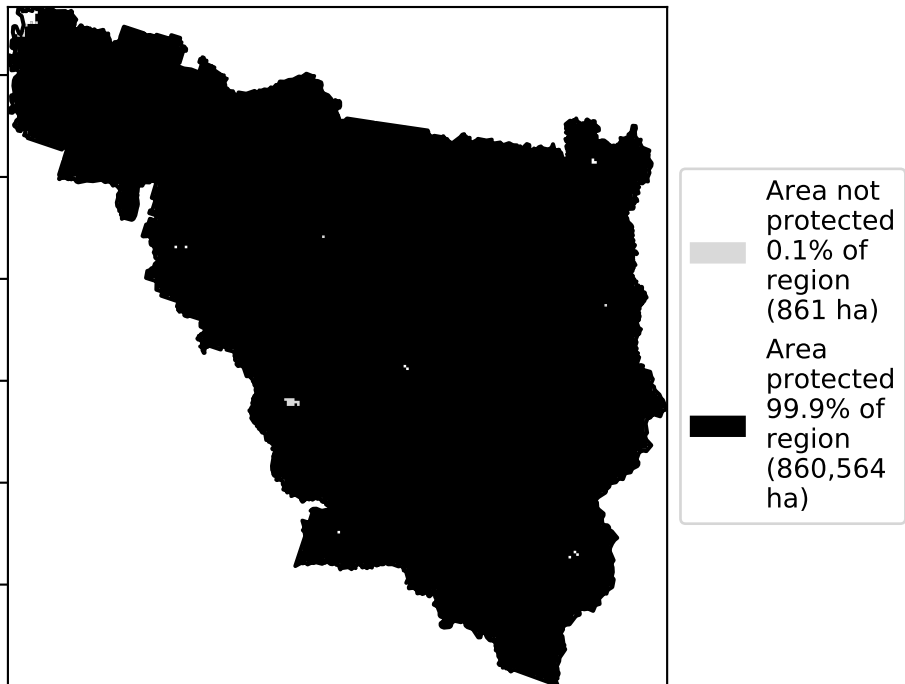 Area not
protected
0.1% of
region
(861 ha)
Area
protected
99.9% of
region
(860,564
ha)